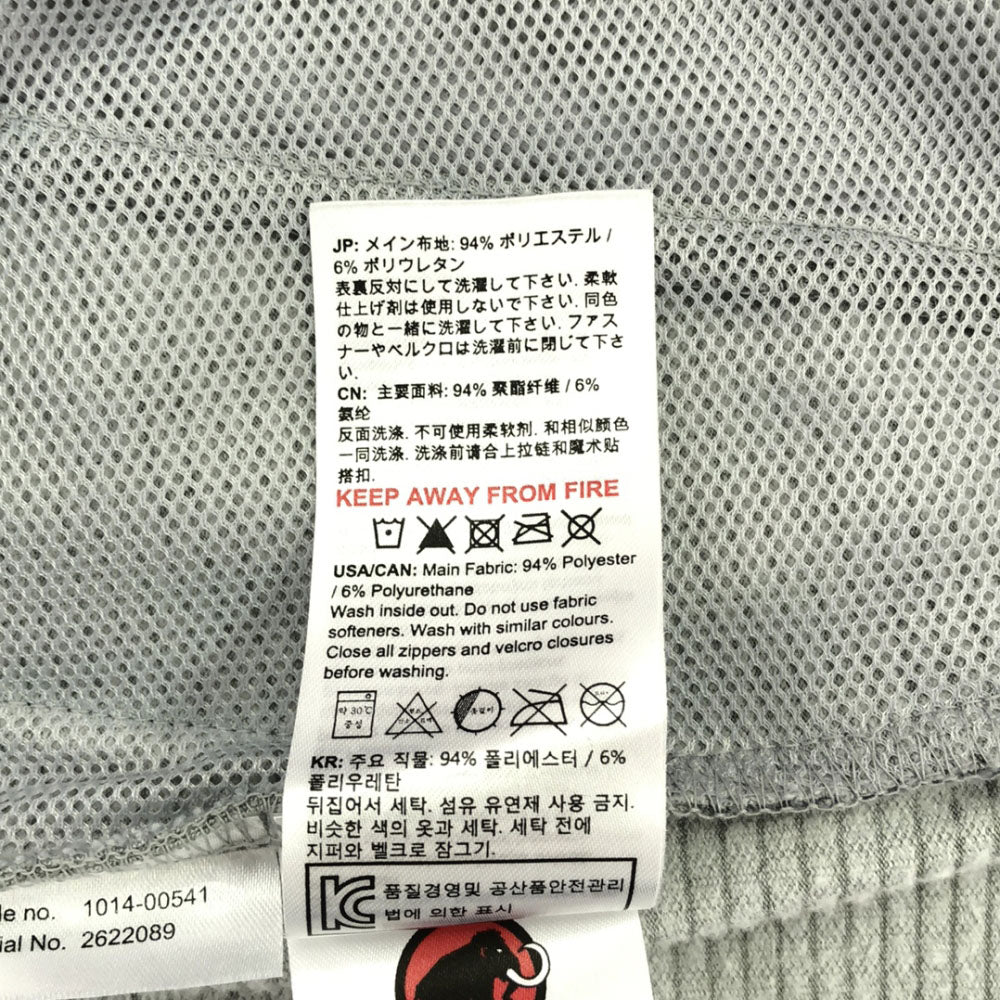 JP: メイン布地: 94% ポリエステル /
6% ポリウレタン
表裏反対にして洗濯して下さい. 柔軟
仕上げ剤は使用しないで下さい. 同色
の物と一緒に洗濯して下さい. ファス
ナーやベルクロは洗濯前に閉じて下さ
い.
CN: 主要面料: 94% 聚酯纤维 / 6%
氨纶
反面洗涤. 不可使用柔软剂. 和相似颜色
一同洗涤. 洗涤前请合上拉链和魔术贴
搭扣.
KEEP AWAY FROM FIRE
USA/CAN: Main Fabric: 94% Polyester
/ 6% Polyurethane
Wash inside out. Do not use fabric
softeners. Wash with similar colours.
Close all zippers and velcro closures
before washing.
약 30℃
중성
KR: 주요 직물: 94% 폴리에스터 / 6%
폴리우레탄
뒤집어서 세탁. 섬유 유연제 사용 금지.
비슷한 색의 옷과 세탁. 세탁 전에
지퍼와 벨크로 잠그기.
품질경영및 공산품안전관리
법에 의한 표시
no. 1014-00541
No. 2622089